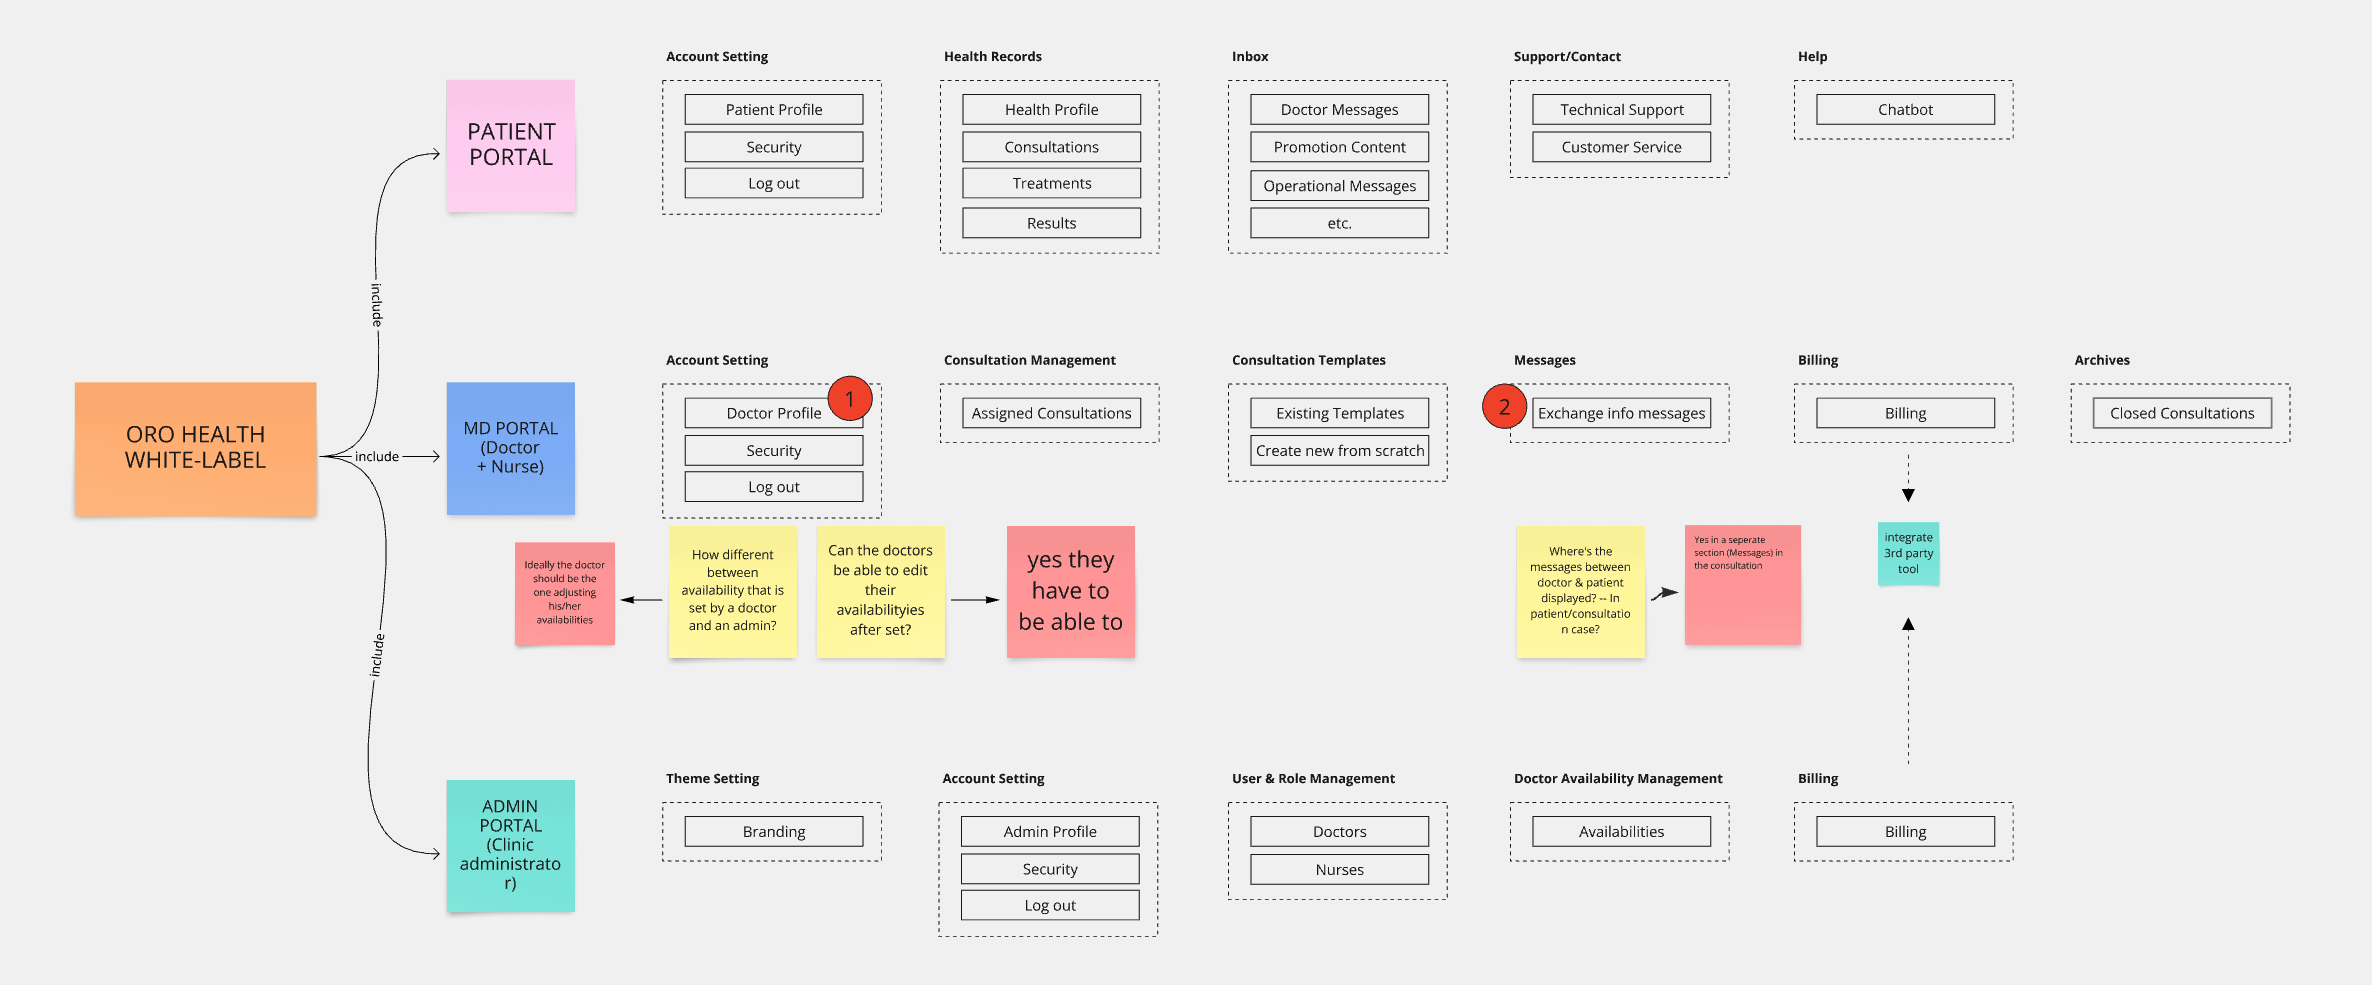 Account Setting
Patient Profile
Security
Log out
Health Records
Health Profile
Consultations
Treatments
Results
Inbox
Doctor Messages
Promotion Content
Operational Messages
etc.
Support/Contact
Technical Support
Customer Service
Help
Chatbot
PATIENT
PORTAL
include
ORO HEALTH
WHITE-LABEL
include
MD PORTAL
(Doctor
+ Nurse)
include
Account Setting
1
Doctor Profile
Security
Log out
Consultation Management
Assigned Consultations
Consultation Templates
Existing Templates
Create new from scratch
Messages
2
Exchange info messages
Billing
Billing
Archives
Closed Consultations
Ideally the doctor
should be the
one adjusting
his/her
availabilities
How different
between
availability that is
set by a doctor
and an admin?
Can the doctors
be able to edit
their
availabilityies
after set?
yes they
have to
be able to
Where's the
messages between
doctor & patient
displayed? -- In
patient/consultatio
n case?
Yes in a seperate
section (Messages) in
the consultation
integrate
3rd party
tool
ADMIN
PORTAL
(Clinic
administrato
r)
Theme Setting
Branding
Account Setting
Admin Profile
Security
Log out
User & Role Management
Doctors
Nurses
Doctor Availability Management
Availabilities
Billing
Billing